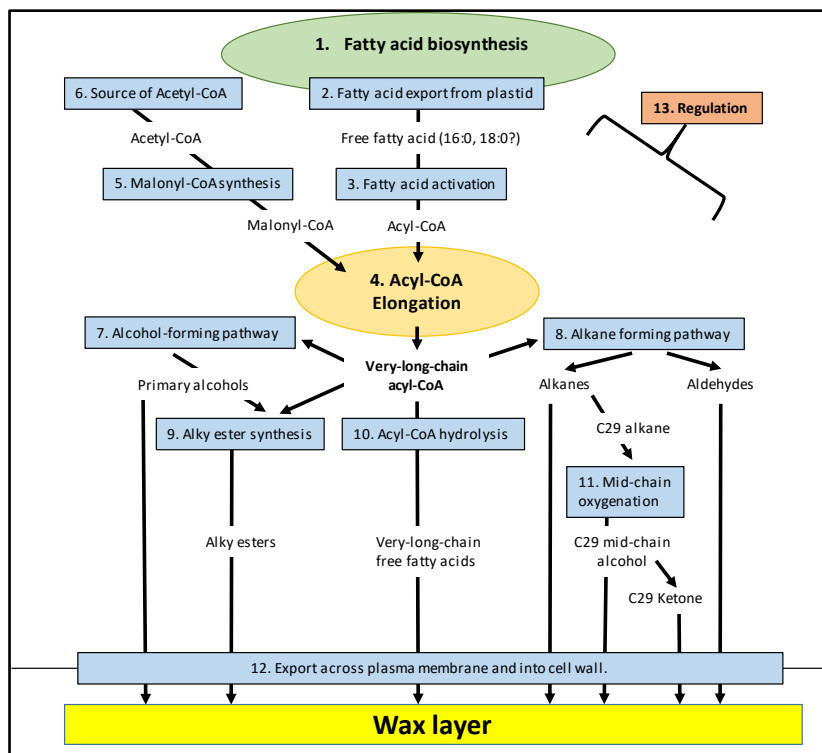 1. Fatty acid biosynthesis
6. Source of Acetyl-CoA
2. Fatty acid export from plastid
13. Regulation
Acetyl-CoA
Free fatty acid (16:0, 18:0?)
5. Malonyl-CoA synthesis
3. Fatty acid activation
Malonyl-CoA
Acyl-CoA
4. Acyl-CoA
Elongation
7. Alcohol-forming pathway
8. Alkane forming pathway
Very-long-chain
acyl-CoA
Primary alcohols
Alkanes
Aldehydes
9. Alky ester synthesis
10. Acyl-CoA hydrolysis
C29 alkane
11. Mid-chain
oxygenation
Alky esters
Very-long-chain
free fatty acids
C29 mid-chain
alcohol
C29 Ketone
12. Export across plasma membrane and into cell wall.
Wax layer